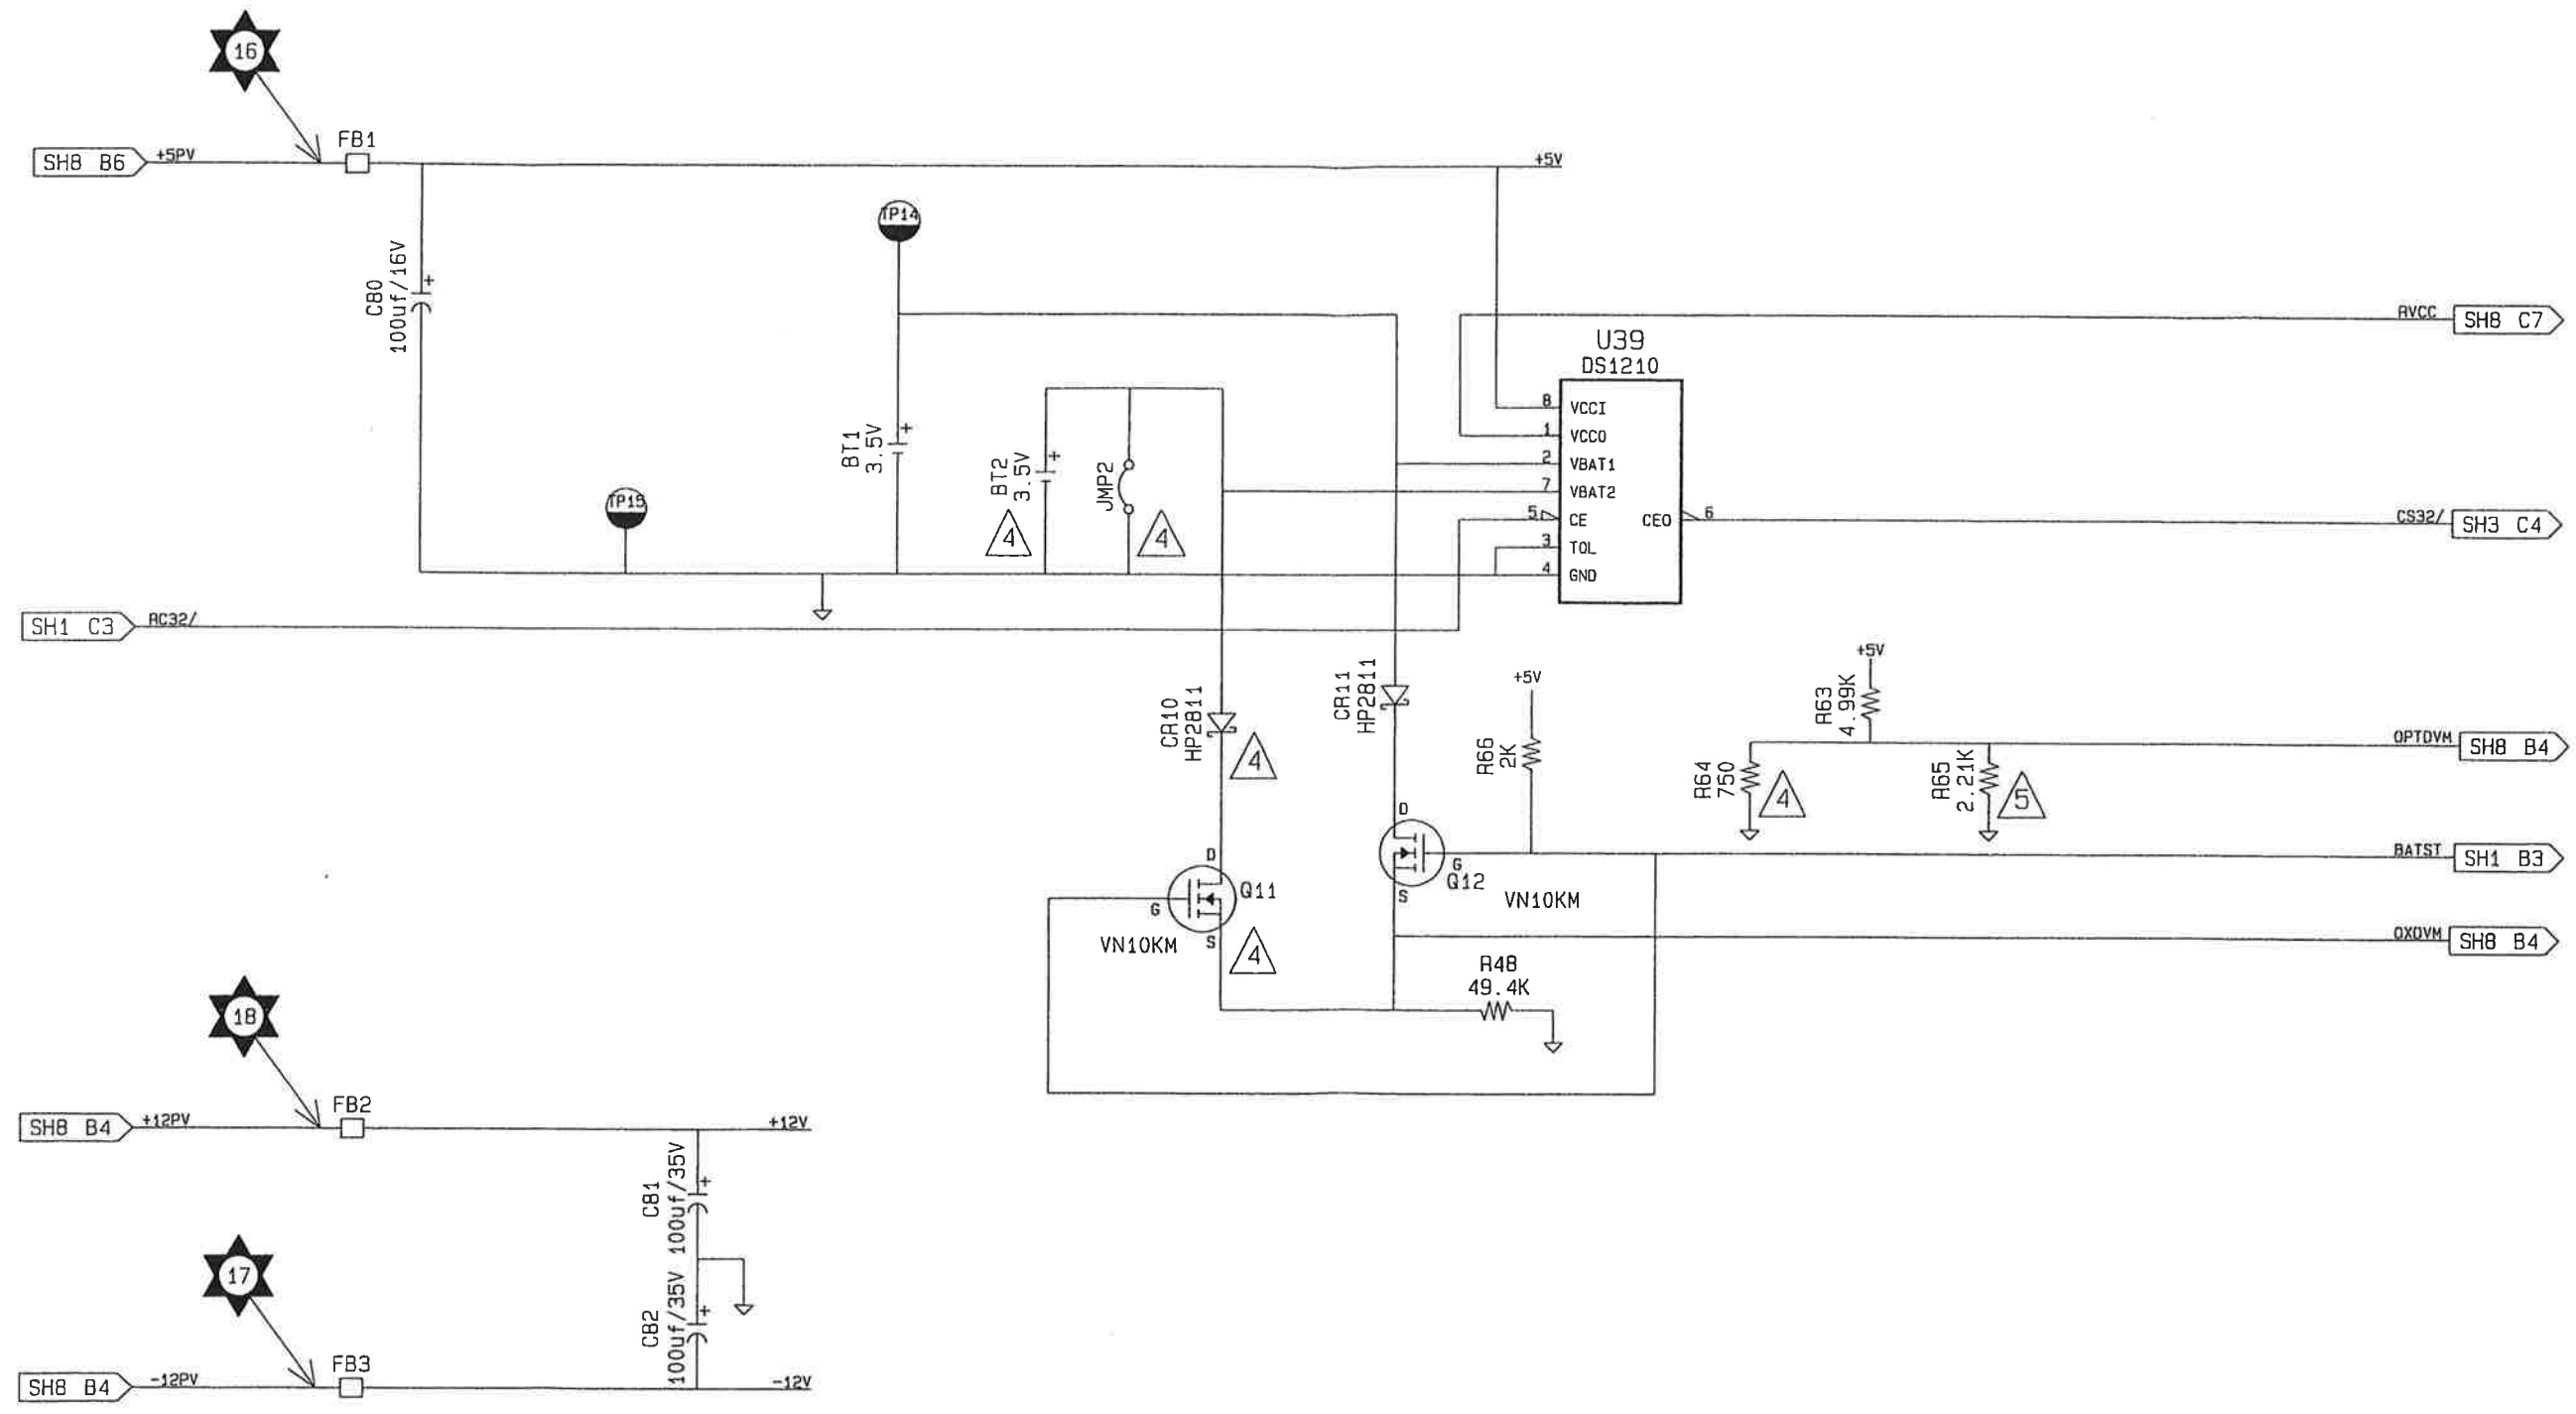 16
SH8 B6
+5PV
FB1
+5V
TP14
C80
100uf/16V
RVCC
SH8 C7
U39
DS1210
8
VCCI
1
VCCO
2
VBAT1
7
VBAT2
5
CE
CEO
6
3
TOL
4
GND
CS32/
SH3 C4
BT1
3.5V
+
BT2
3.5V
+
4
JMP2
4
TP15
+
SH1 C3
RC32/
CR10
HP2811
4
CR11
HP2811
+5V
R66
2K
+5V
R63
4.99K
R64
750
4
R65
2.21K
5
OPTDVM
SH8 B4
D
G
Q12
S
VN10KM
BATST
SH1 B3
D
Q11
G
S
VN10KM
4
OXDVM
SH8 B4
R48
49.4K
18
SH8 B4
+12PV
FB2
+12V
C81
100uf/35V
+
C82
100uf/35V
+
17
SH8 B4
-12PV
FB3
-12V